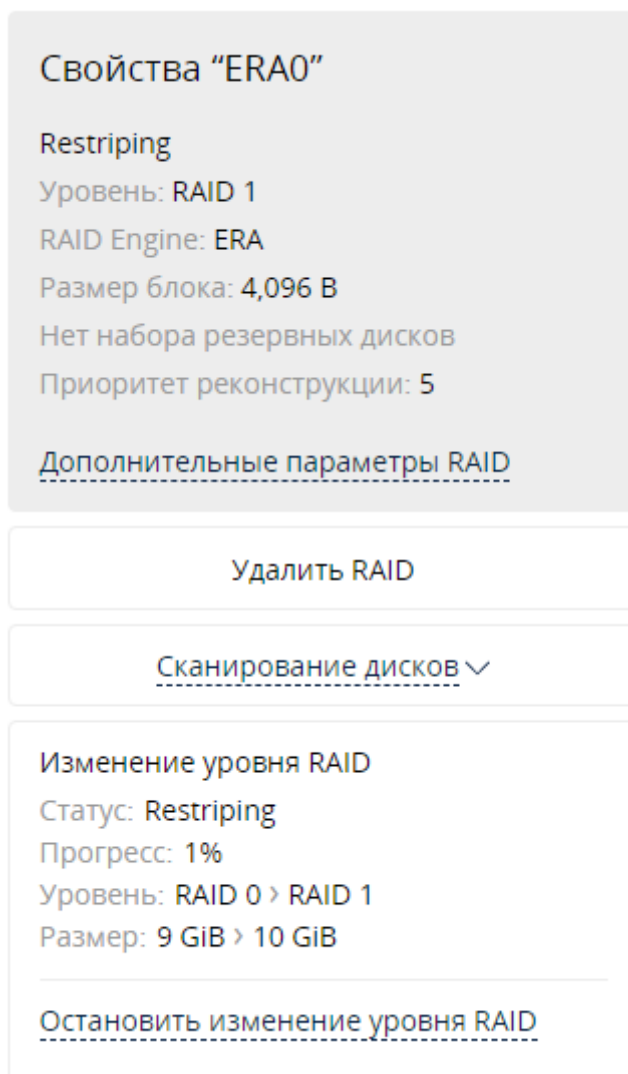 Свойства “ERA0”
Restriping
Уровень: RAID 1
RAID Engine: ERA
Размер блока: 4,096 B
Нет набора резервных дисков
Приоритет реконструкции: 5
Дополнительные параметры RAID
Удалить RAID
Сканирование дисков
Изменение уровня RAID
Статус: Restriping
Прогресс: 1%
Уровень: RAID 0 › RAID 1
Размер: 9 GiB › 10 GiB
Остановить изменение уровня RAID